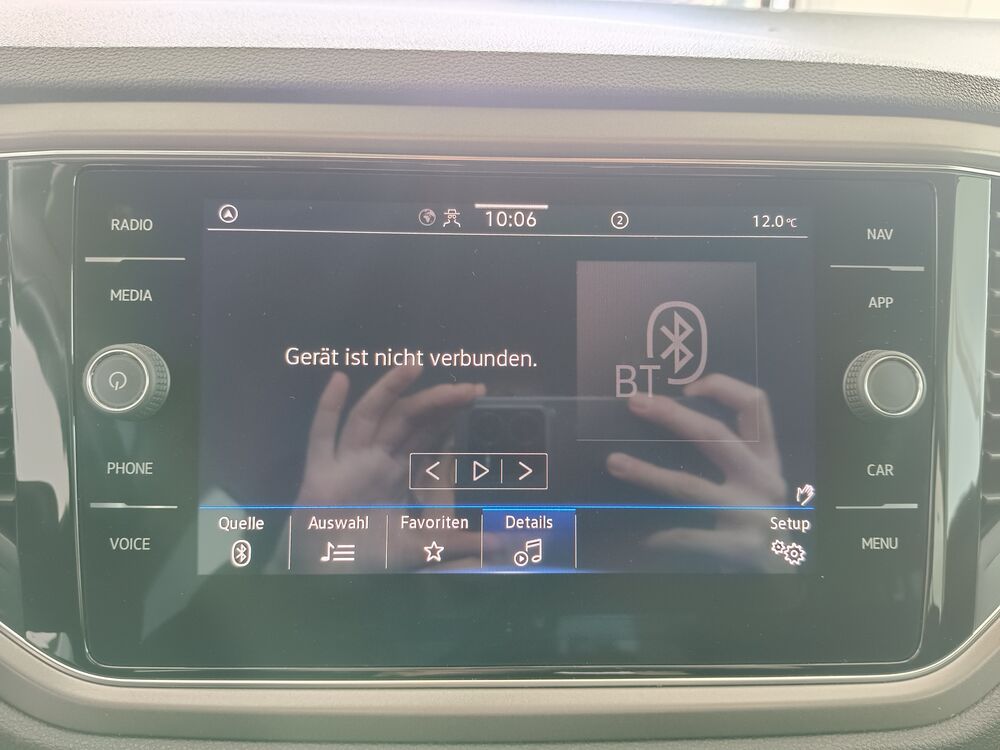 RADIO
MEDIA
PHONE
VOICE
10:06
2
12.0 °C
Gerät ist nicht verbunden.
BT
Quelle
Auswahl
Favoriten
Details
Setup
NAV
APP
CAR
MENU